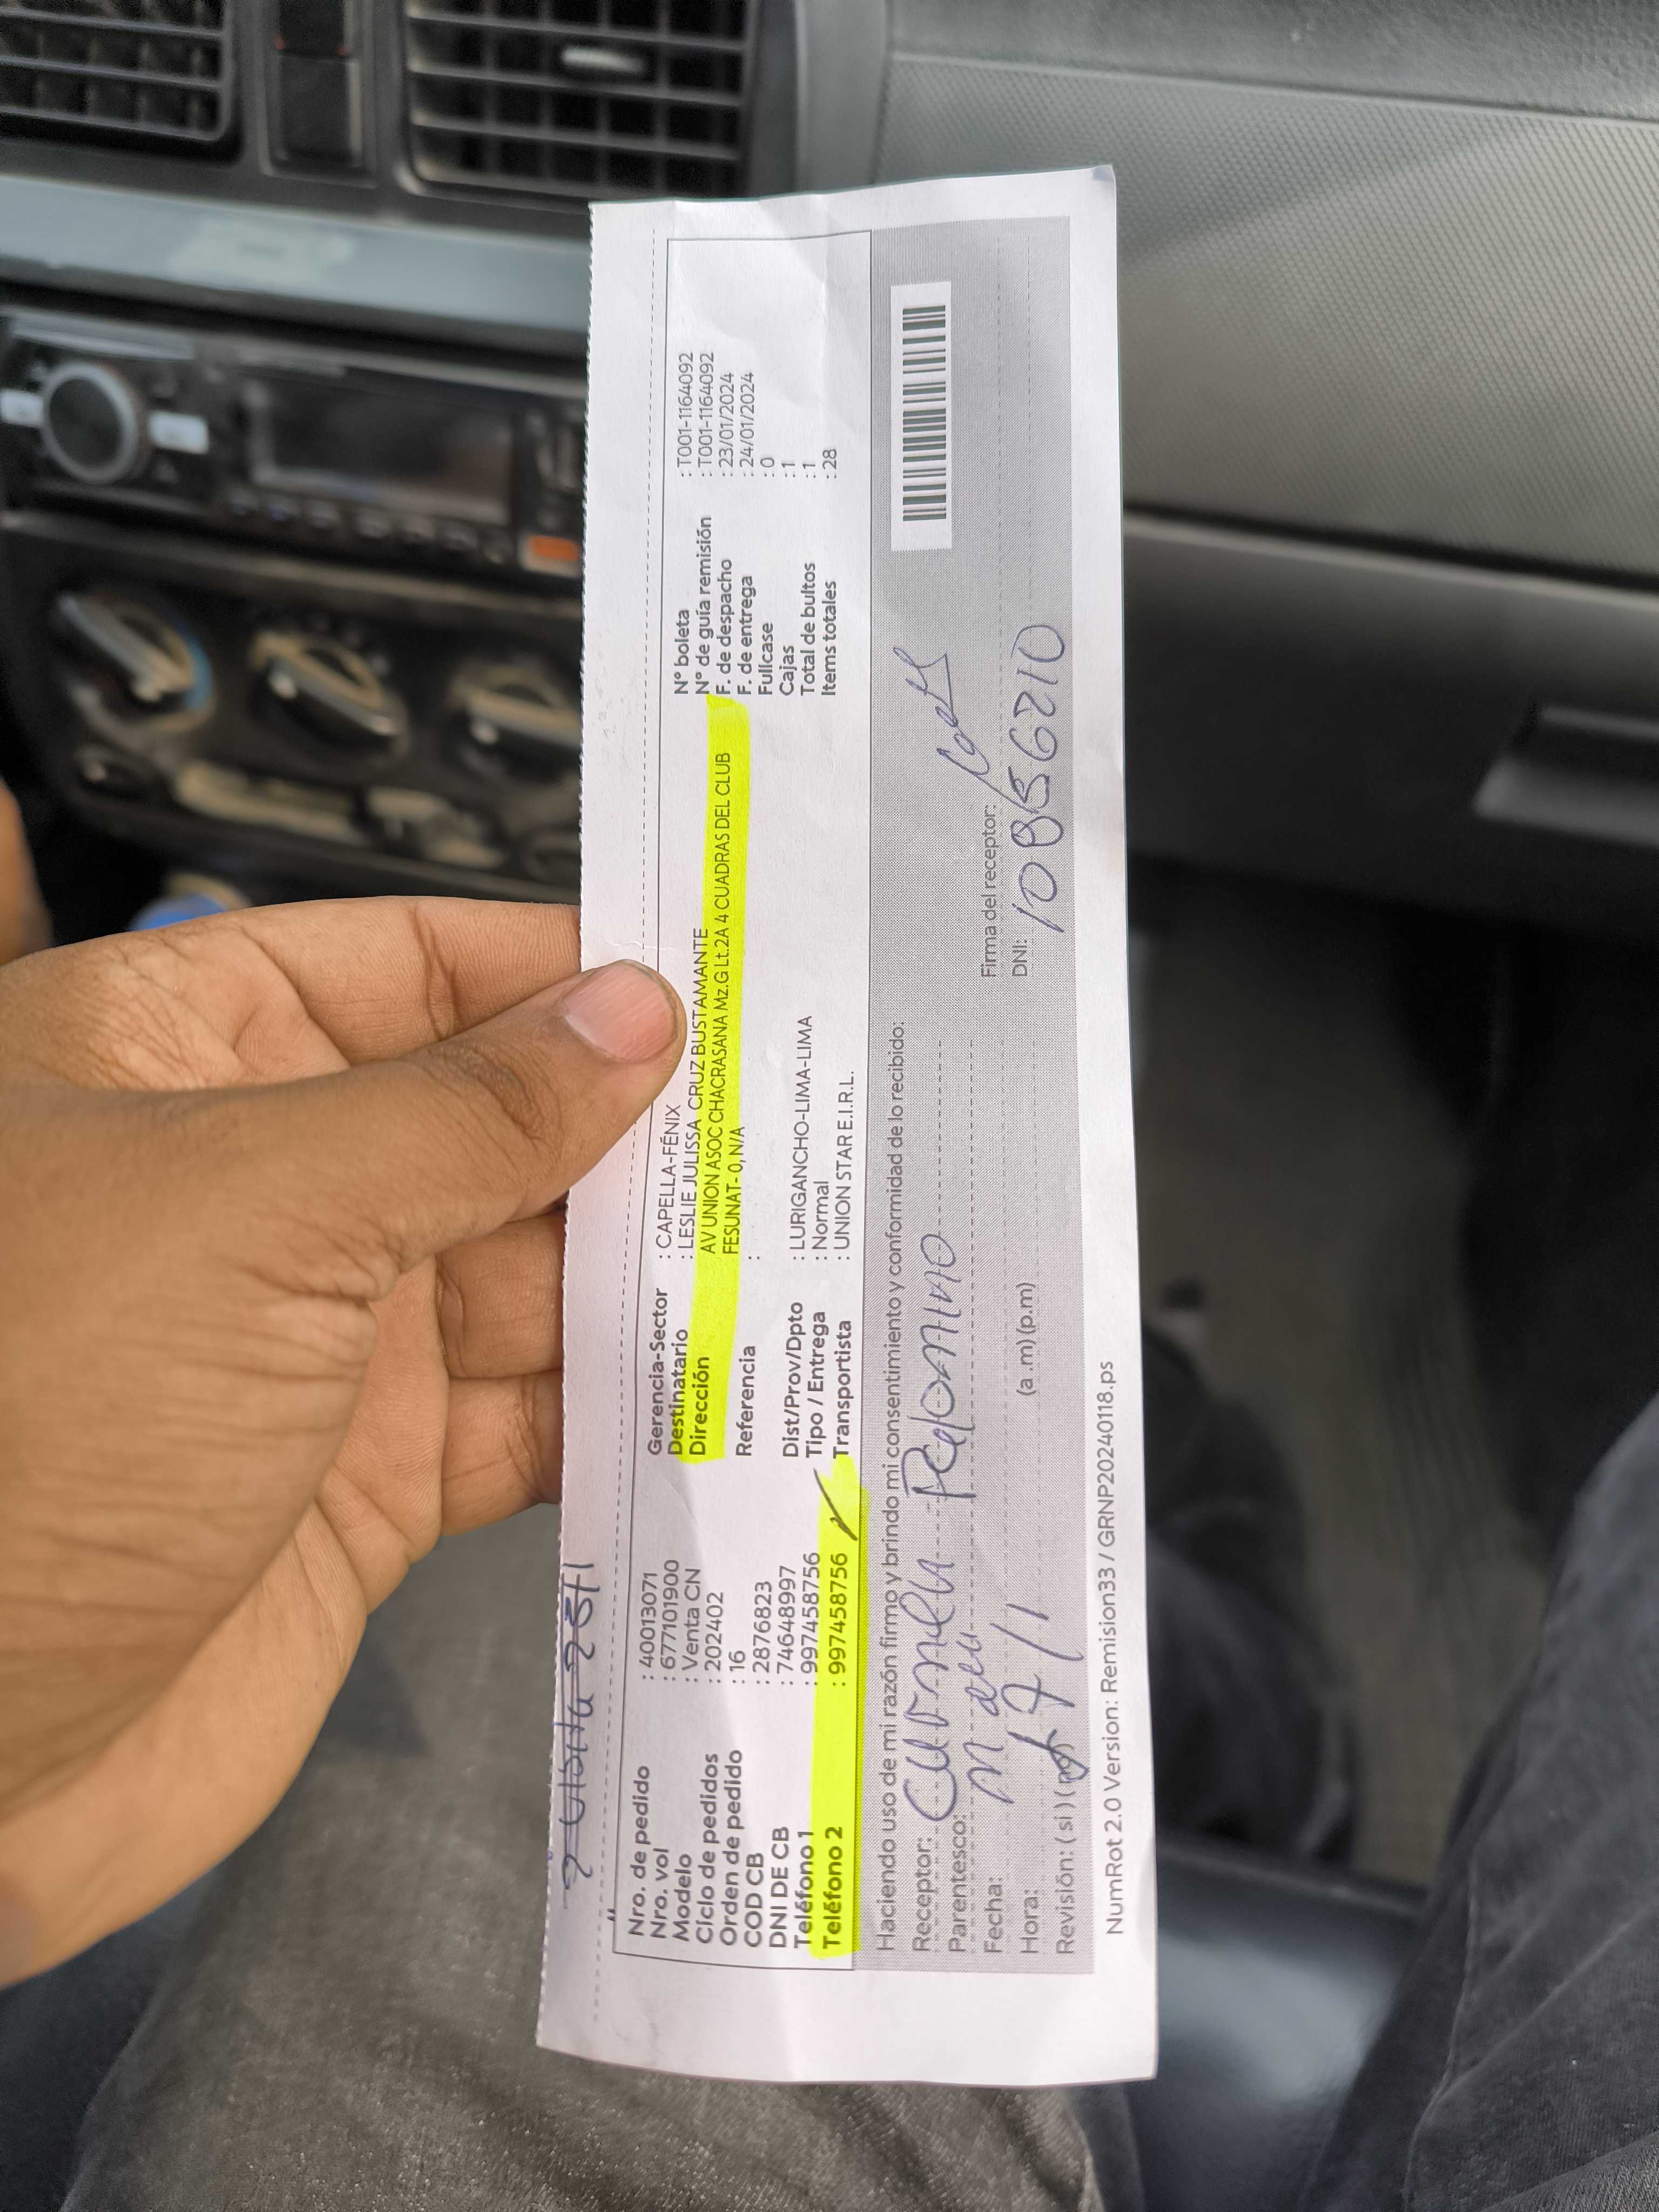 Nro. de pedido : 40013071
Nro. vol : 677101900
Modelo : Venta CN
Ciclo de pedidos : 202402
Orden de pedido : 16
COD CB : 2876823
DNI DE CB : 74648997
Teléfono 1 : 997458756
Teléfono 2 : 997458756
Gerencia-Sector : CAPELLA-FÉNIX
Destinatario : LESLIE JULISSA CRUZ BUSTAMANTE
Dirección AV UNION ASOC CHACRASANA Mz.G Lt.2A 4 CUADRAS DEL CLUB
FESUNAT- 0, N/A
Referencia :
Dist/Prov/Dpto : LURIGANCHO-LIMA-LIMA
Tipo / Entrega : Normal
Transportista : UNION STAR E.I.R.L.
N° boleta : T001-1164092
N° de guía remisión : T001-1164092
F. de despacho : 23/01/2024
F. de entrega : 24/01/2024
Fullcase : 0
Cajas : 1
Total de bultos : 1
Items totales : 28
Haciendo uso de mi razón firmo y brindo mi consentimiento y conformidad de lo recibido:
Receptor: Palomino
Parentesco:
Fecha:
Hora: (a .m) (p.m)
Revisión: ( si ) (no)
Firma del receptor:
DNI: 10856210
NumRot 2.0 Version: Remision33 / GRNP20240118.ps